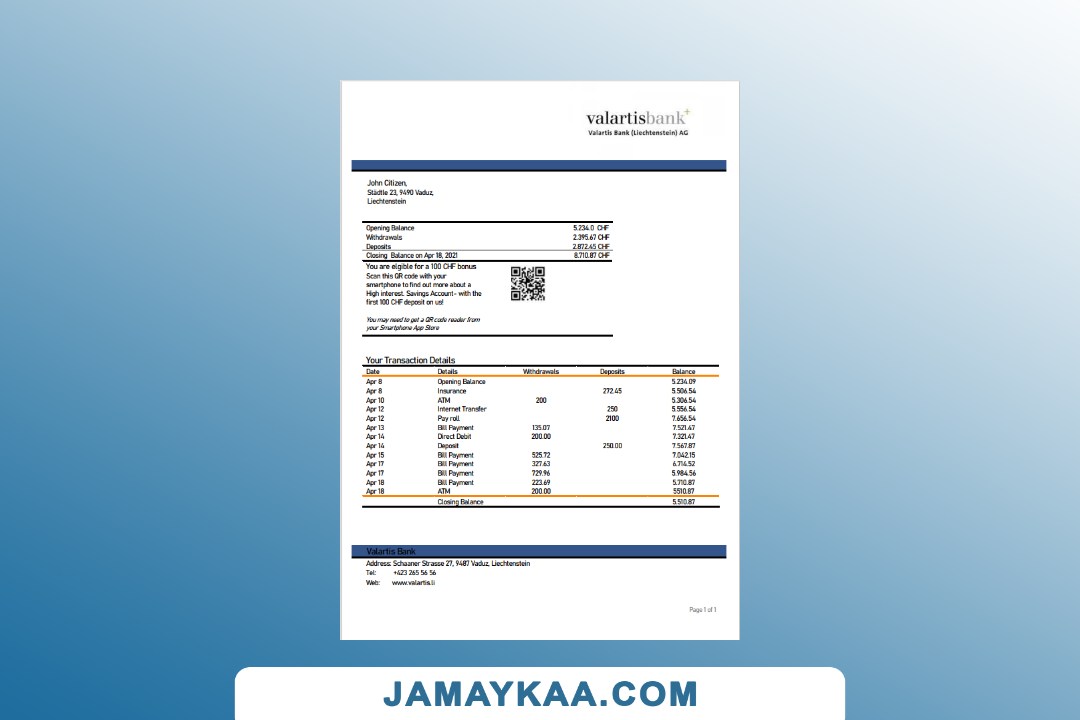 valartisbank+
Valartis Bank (Liechtenstein) AG
John Citizen,
Städtle 23, 9490 Vaduz,
Liechtenstein
Opening Balance 5.234.0 CHF
Withdrawals 2.395.67 CHF
Deposits 2.872.45 CHF
Closing Balance on Apr 18, 2021 8.710.87 CHF
You are elgible for a 100 CHF bonus
Scan this QR code with your
smartphone to find out more about a
High interest. Savings Account- with the
first 100 CHF deposit on us!
You may need to get a QR code reader from
your Smartphone App Store
Your Transaction Details
Date Details Withdrawals Deposits Balance
Apr 8 Opening Balance 5.234.09
Apr 8 Insurance 272.45 5.506.54
Apr 10 ATM 200 5.306.54
Apr 12 Internet Transfer 250 5.556.54
Apr 12 Pay roll 2100 7.656.54
Apr 13 Bill Payment 135.07 7.521.47
Apr 14 Direct Debit 200.00 7.321.47
Apr 14 Deposit 250.00 7.567.87
Apr 15 Bill Payment 525.72 7.042.15
Apr 17 Bill Payment 327.63 6.714.52
Apr 17 Bill Payment 729.96 5.984.56
Apr 18 Bill Payment 223.69 5.710.87
Apr 18 ATM 200.00 5510.87
Closing Balance 5.510.87
Valartis Bank
Address: Schaaner Strasse 27, 9487 Vaduz, Liechtenstein
Tel: +423 265 56 56
Web: www.valartis.li
Page 1 of 1
JAMAYKAA.COM